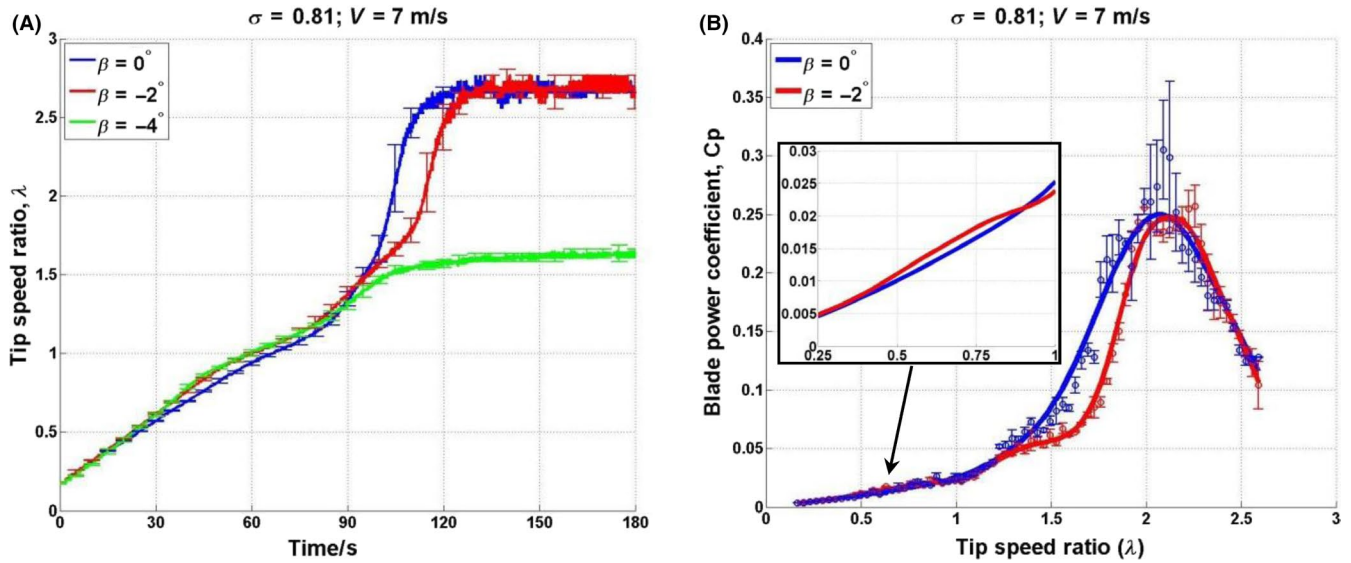 (A)
σ = 0.81; V = 7 m/s
β = 0°
β = −2°
β = −4°
Tip speed ratio, λ
3
2.5
2
1.5
1
0.5
0
0 30 60 90 120 150 180
Time/s
(B)
σ = 0.81; V = 7 m/s
β = 0°
β = −2°
Blade power coefficient, Cp
0.4
0.35
0.3
0.25
0.2
0.15
0.1
0.05
0
0.03
0.025
0.02
0.015
0.01
0.005
0
0.25 0.5 0.75 1
0 0.5 1 1.5 2 2.5 3
Tip speed ratio (λ)